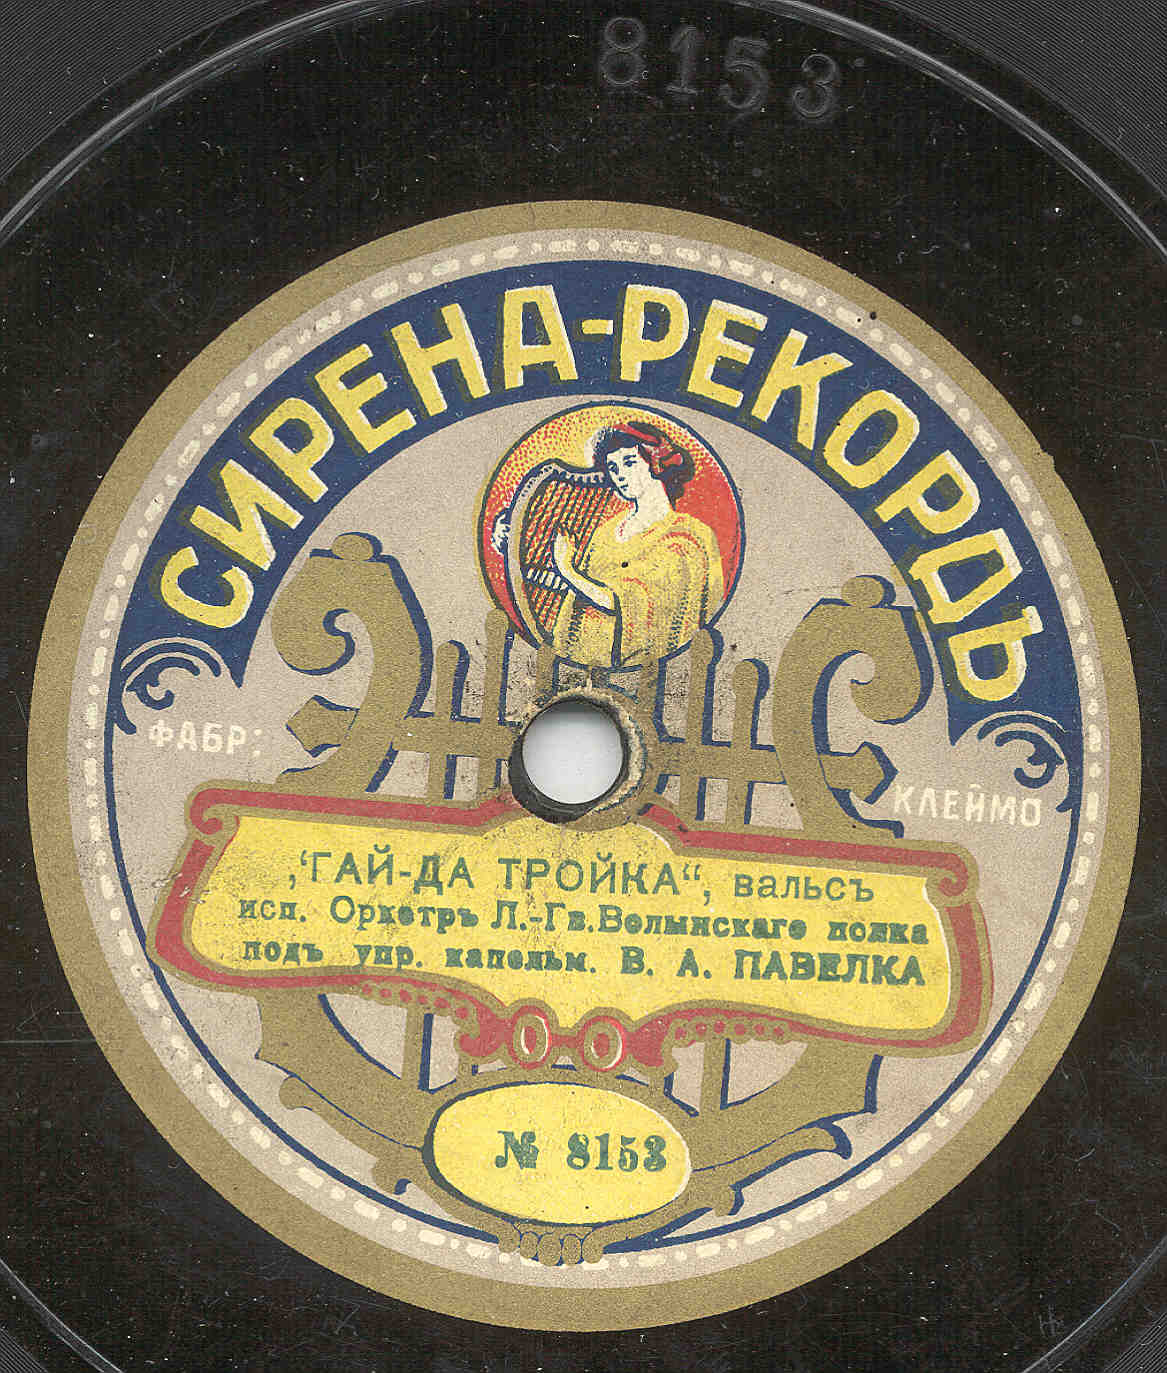 8153
СИРЕНА-РЕКОРДЪ
ФАБР:
КЛЕЙМО
,‘ГАЙ-ДА ТРОЙКА“, вальсъ
исп. Оркестръ Л.-Гв.Волынскаго полка
подъ упр. капельм. В. А. ПАВЕЛКА
№ 8153